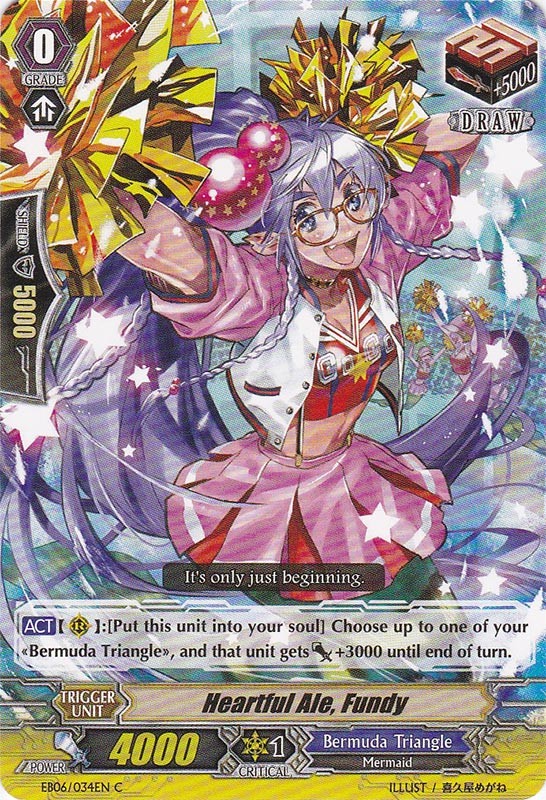 0
GRADE
+5000
DRAW
SHIELD
5000
GO GO
It's only just beginning.
ACT【 R 】:[Put this unit into your soul] Choose up to one of your
«Bermuda Triangle», and that unit gets +3000 until end of turn.
TRIGGER
UNIT
Heartful Ale, Fundy
POWER
4000
1
CRITICAL
Bermuda Triangle
Mermaid
EB06/034EN C
ILLUST / 喜久屋めがね